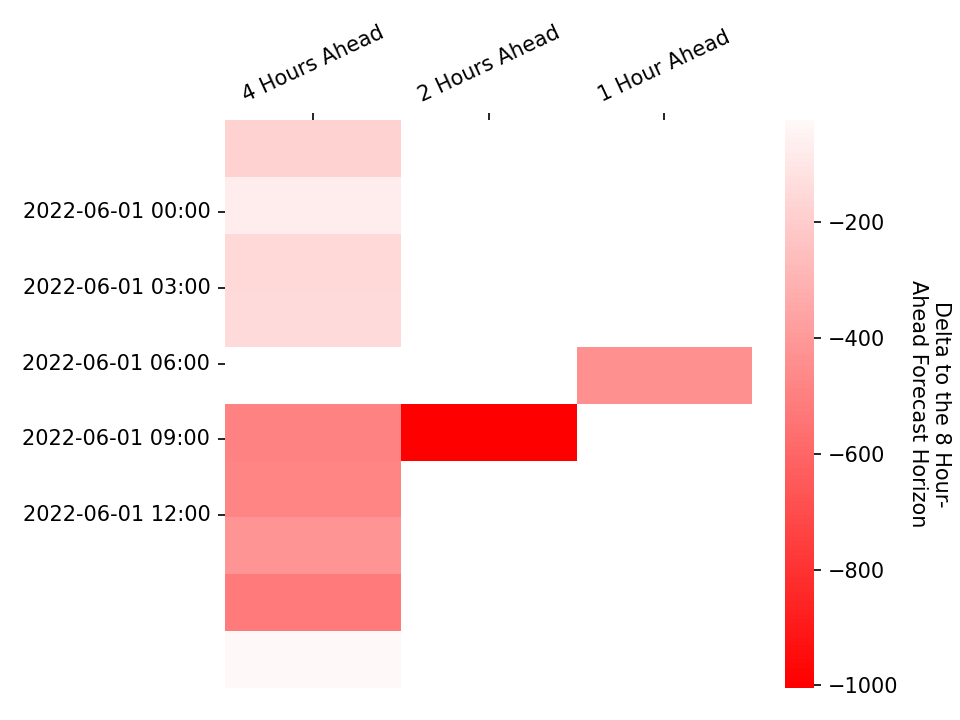 4 Hours Ahead
2 Hours Ahead
1 Hour Ahead
2022-06-01 00:00
2022-06-01 03:00
2022-06-01 06:00
2022-06-01 09:00
2022-06-01 12:00
−200
−400
−600
−800
−1000
Delta to the 8 Hour-
Ahead Forecast Horizon